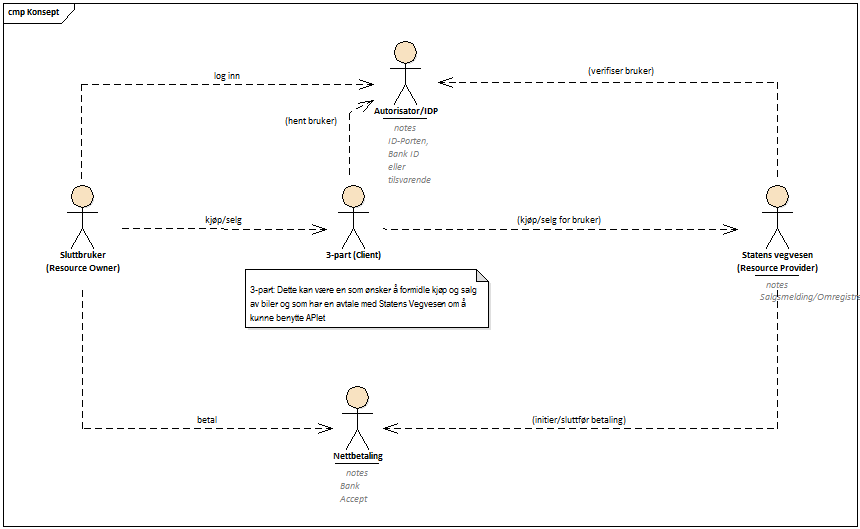 cmp Konsept
log inn
(verifiser bruker)
Autorisator/IDP
(hent bruker)
notes
ID-Porten,
Bank ID
eller
tilsvarende
kjøp/selg
(kjøp/selg for bruker)
Sluttbruker
(Resource Owner)
3-part (Client)
Statens vegvesen
(Resource Provider)
notes
Salgsmelding/Omregistre
3-part: Dette kan være en som ønsker å formidle kjøp og salg
av biler og som har en avtale med Statens Vegvesen om å
kunne benytte APIet
betal
(initier/sluttfør betaling)
Nettbetaling
notes
Bank
Accept